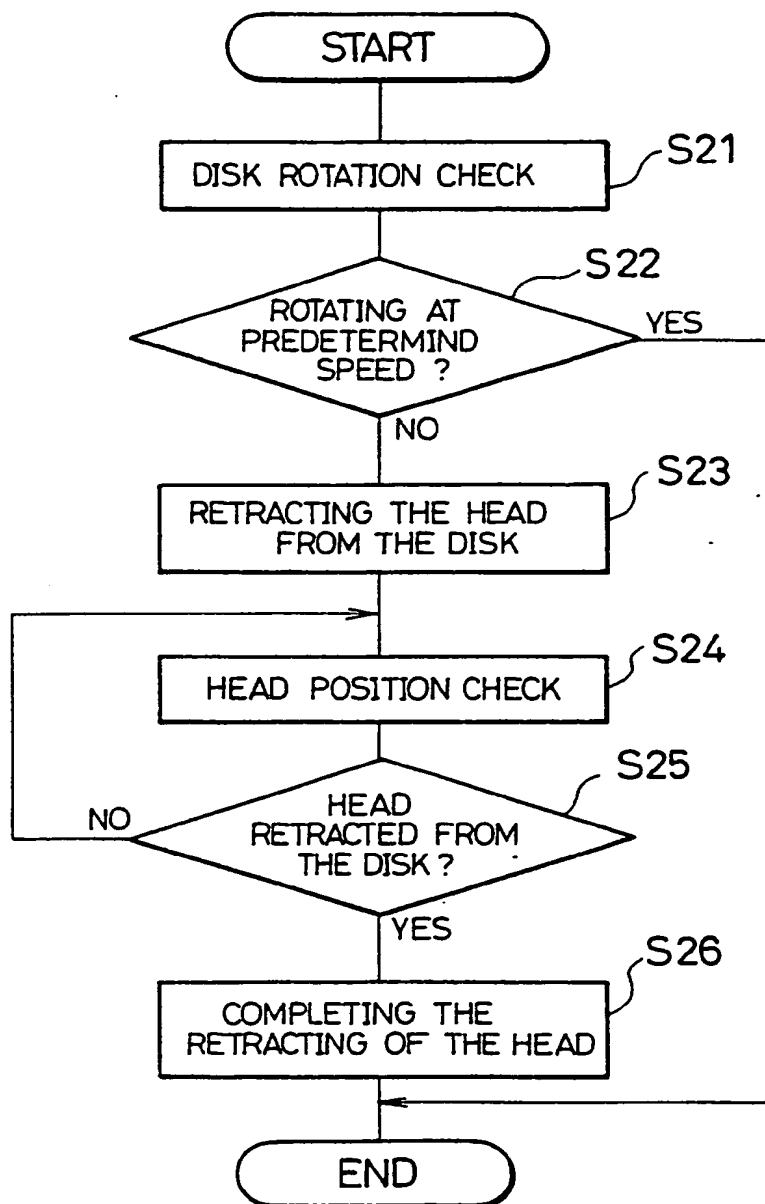 START
DISK ROTATION CHECK
S21
S22
ROTATING AT
PREDETERMIND
SPEED ?
YES
NO
S23
RETRACTING THE HEAD
FROM THE DISK
S24
HEAD POSITION CHECK
S25
HEAD
RETRACTED FROM
THE DISK ?
NO
YES
S26
COMPLETING THE
RETRACTING OF THE HEAD
END